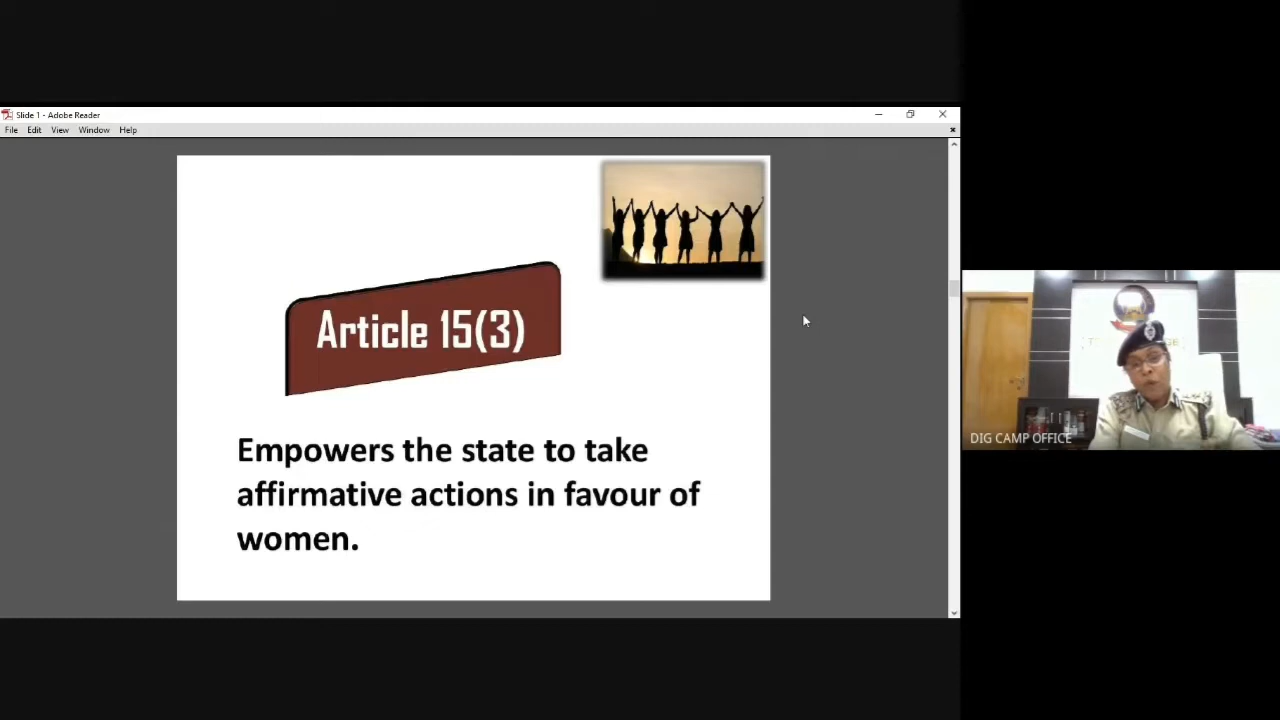 Slide 1 - Adobe Reader
File Edit View Window Help
Article 15(3)
Empowers the state to take
affirmative actions in favour of
women.
DIG CAMP OFFICE